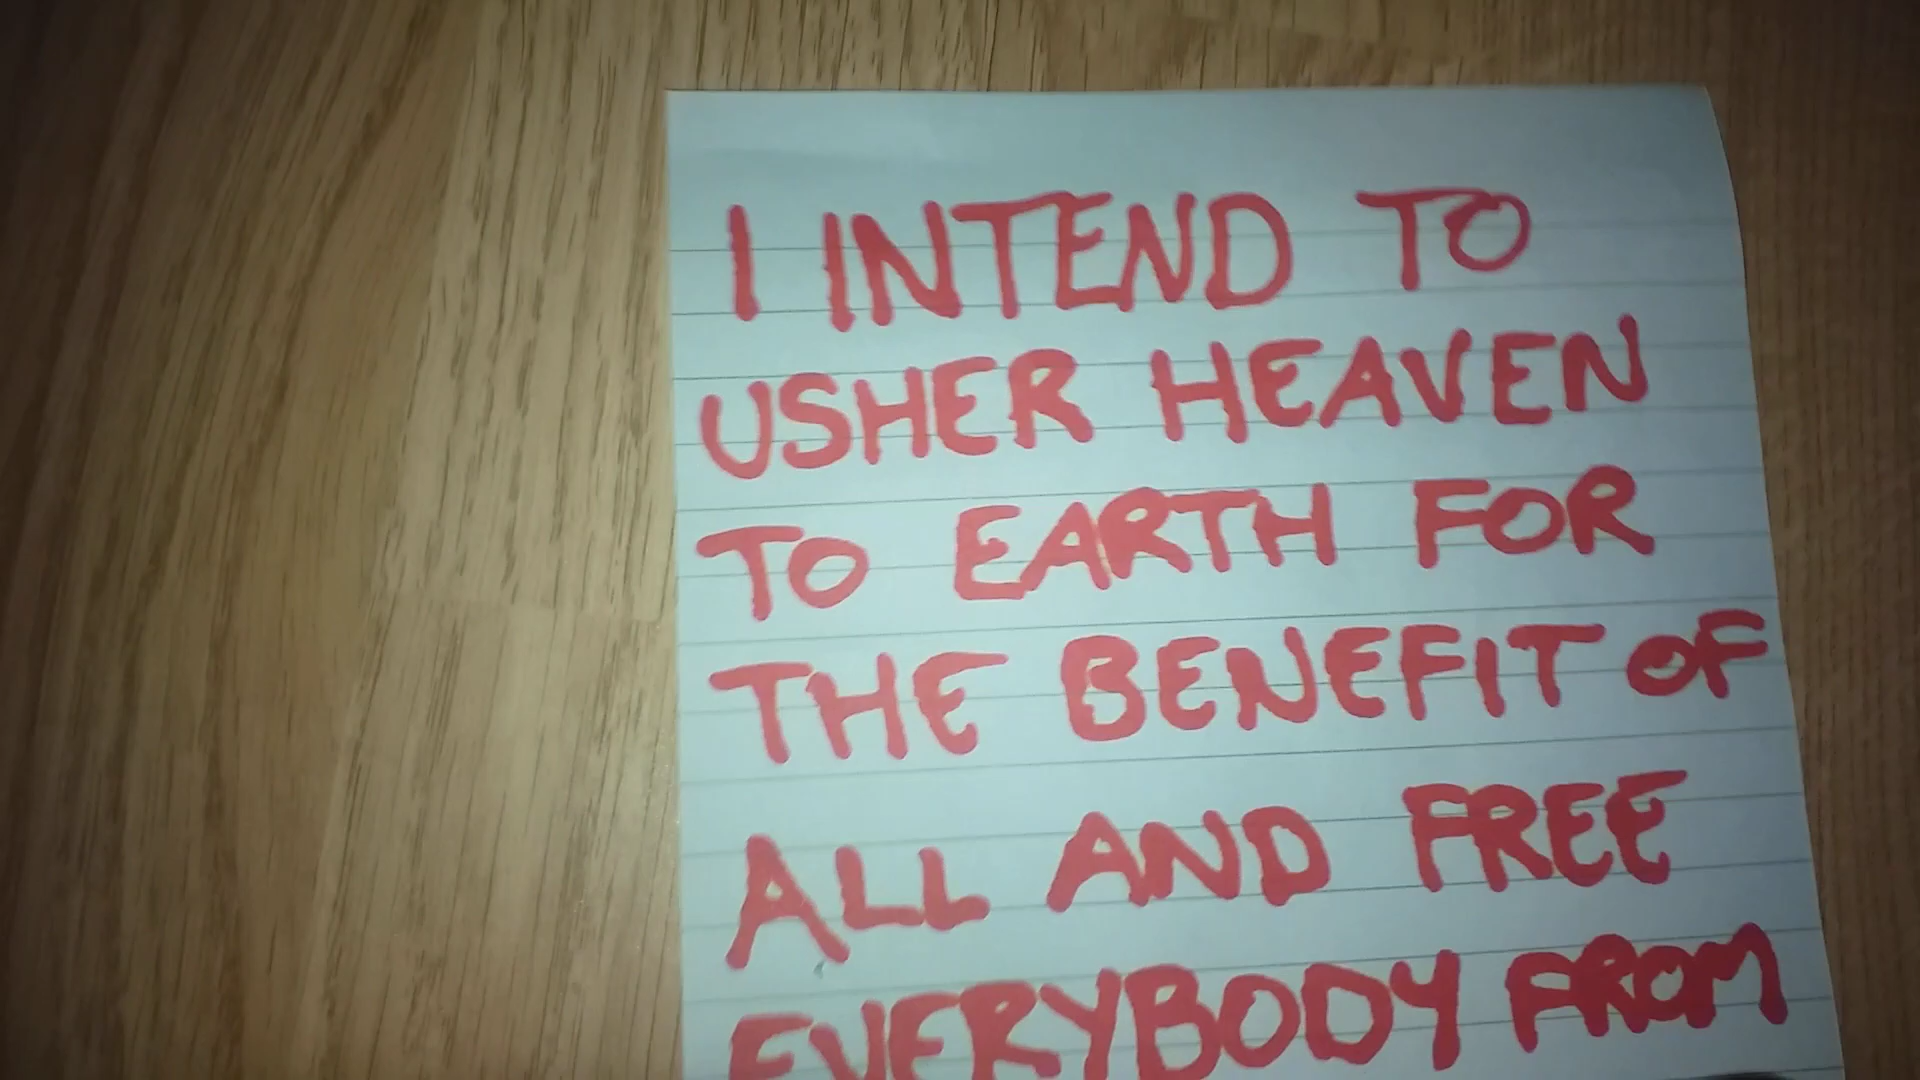 I INTEND TO
USHER HEAVEN
TO EARTH FOR
THE BENEFIT OF
ALL AND FREE
EVERYBODY FROM